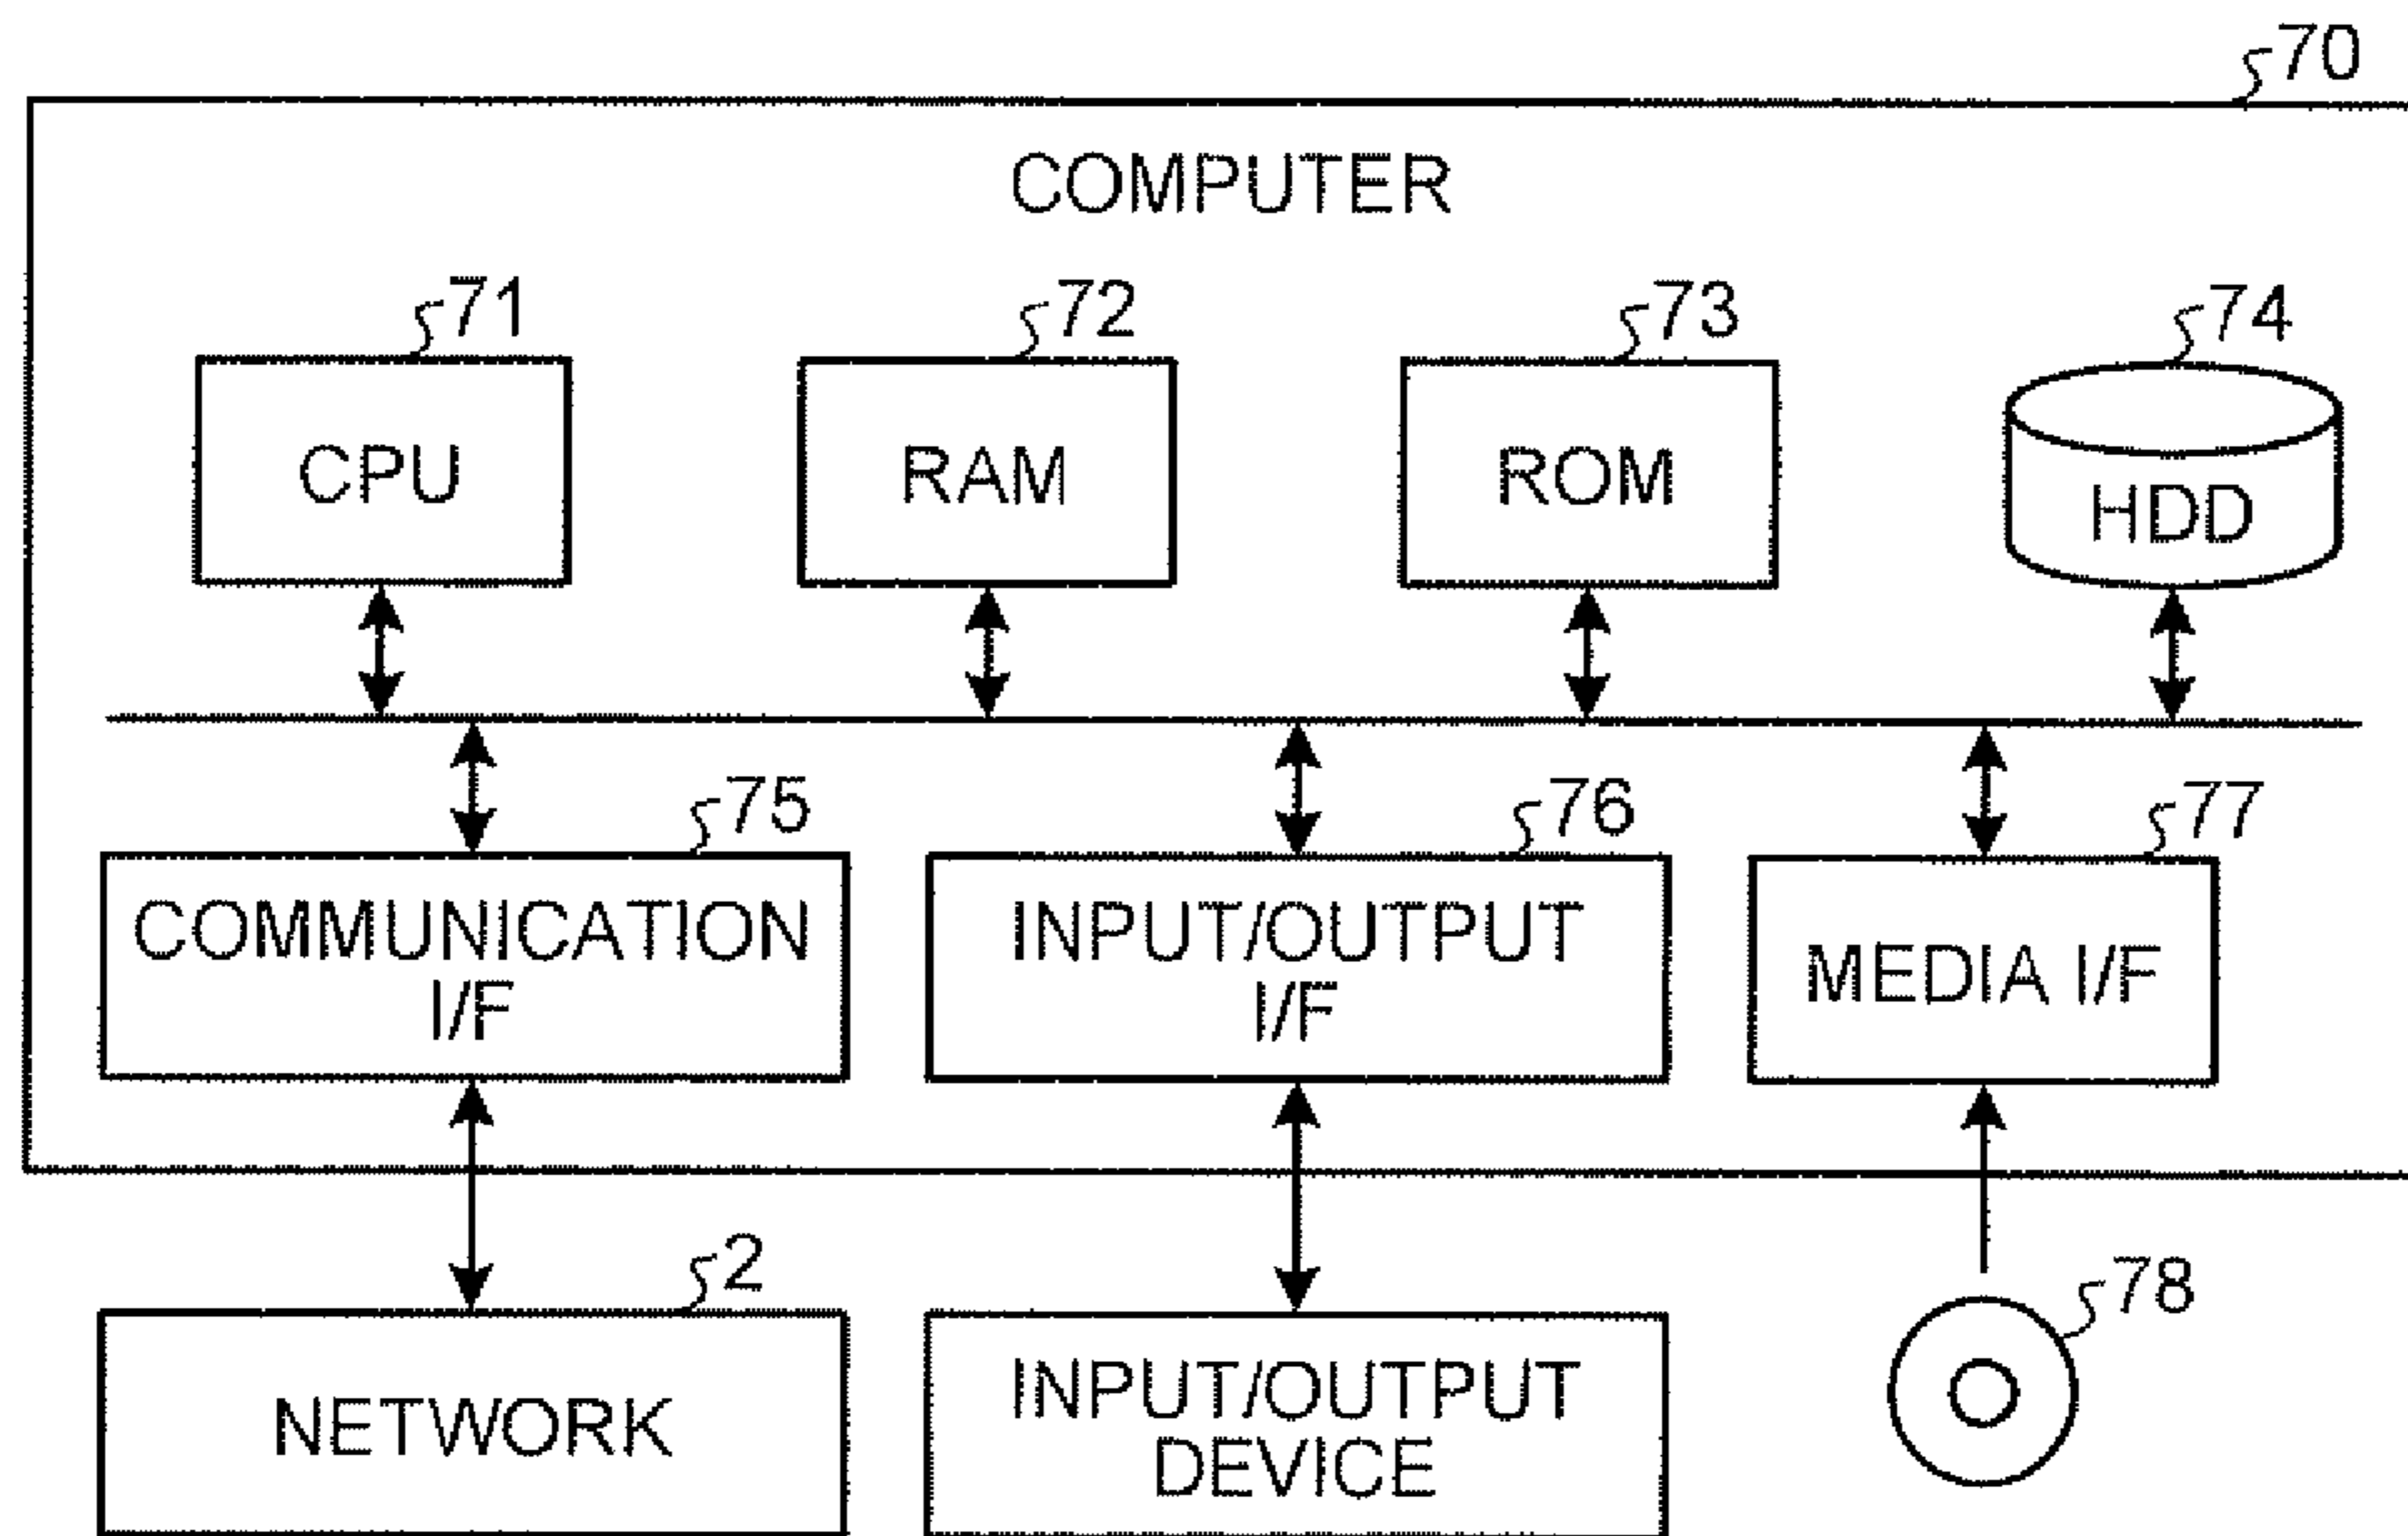 70
COMPUTER
71
72
73
74
CPU
RAM
ROM
HDD
75
76
77
COMMUNICATION
I/F
INPUT/OUTPUT
I/F
MEDIA I/F
2
78
NETWORK
INPUT/OUTPUT
DEVICE